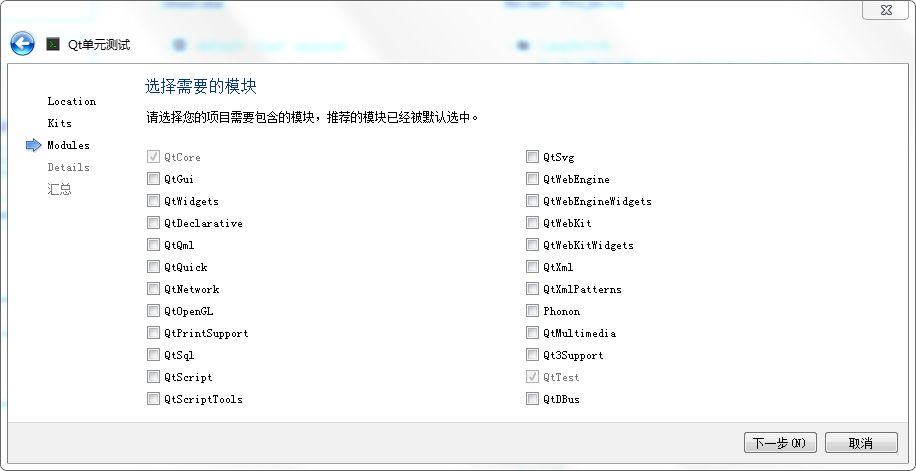 Qt单元测试
选择需要的模块
Location
Kits
Modules
Details
汇总
请选择您的项目需要包含的模块，推荐的模块已经被默认选中。
QtCore
QtGui
QtWidgets
QtDeclarative
QtQml
QtQuick
QtNetwork
QtOpenGL
QtPrintSupport
QtSql
QtScript
QtScriptTools
QtSvg
QtWebEngine
QtWebEngineWidgets
QtWebKit
QtWebKitWidgets
QtXml
QtXmlPatterns
Phonon
QtMultimedia
Qt3Support
QtTest
QtDBus
下一步(N)
取消